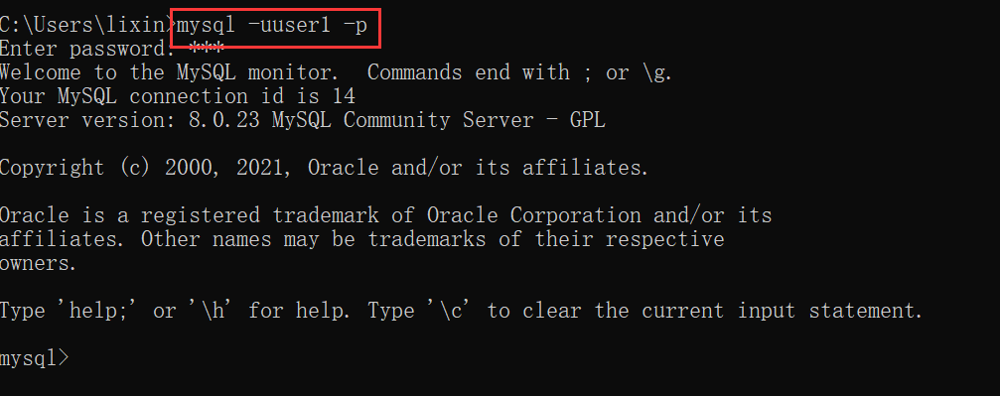 C:\Users\lixin>mysql -uuser1 -p
Enter password: ***
Welcome to the MySQL monitor.  Commands end with ; or \g.
Your MySQL connection id is 14
Server version: 8.0.23 MySQL Community Server - GPL

Copyright (c) 2000, 2021, Oracle and/or its affiliates.

Oracle is a registered trademark of Oracle Corporation and/or its
affiliates. Other names may be trademarks of their respective
owners.

Type 'help;' or '\h' for help. Type '\c' to clear the current input statement.

mysql>